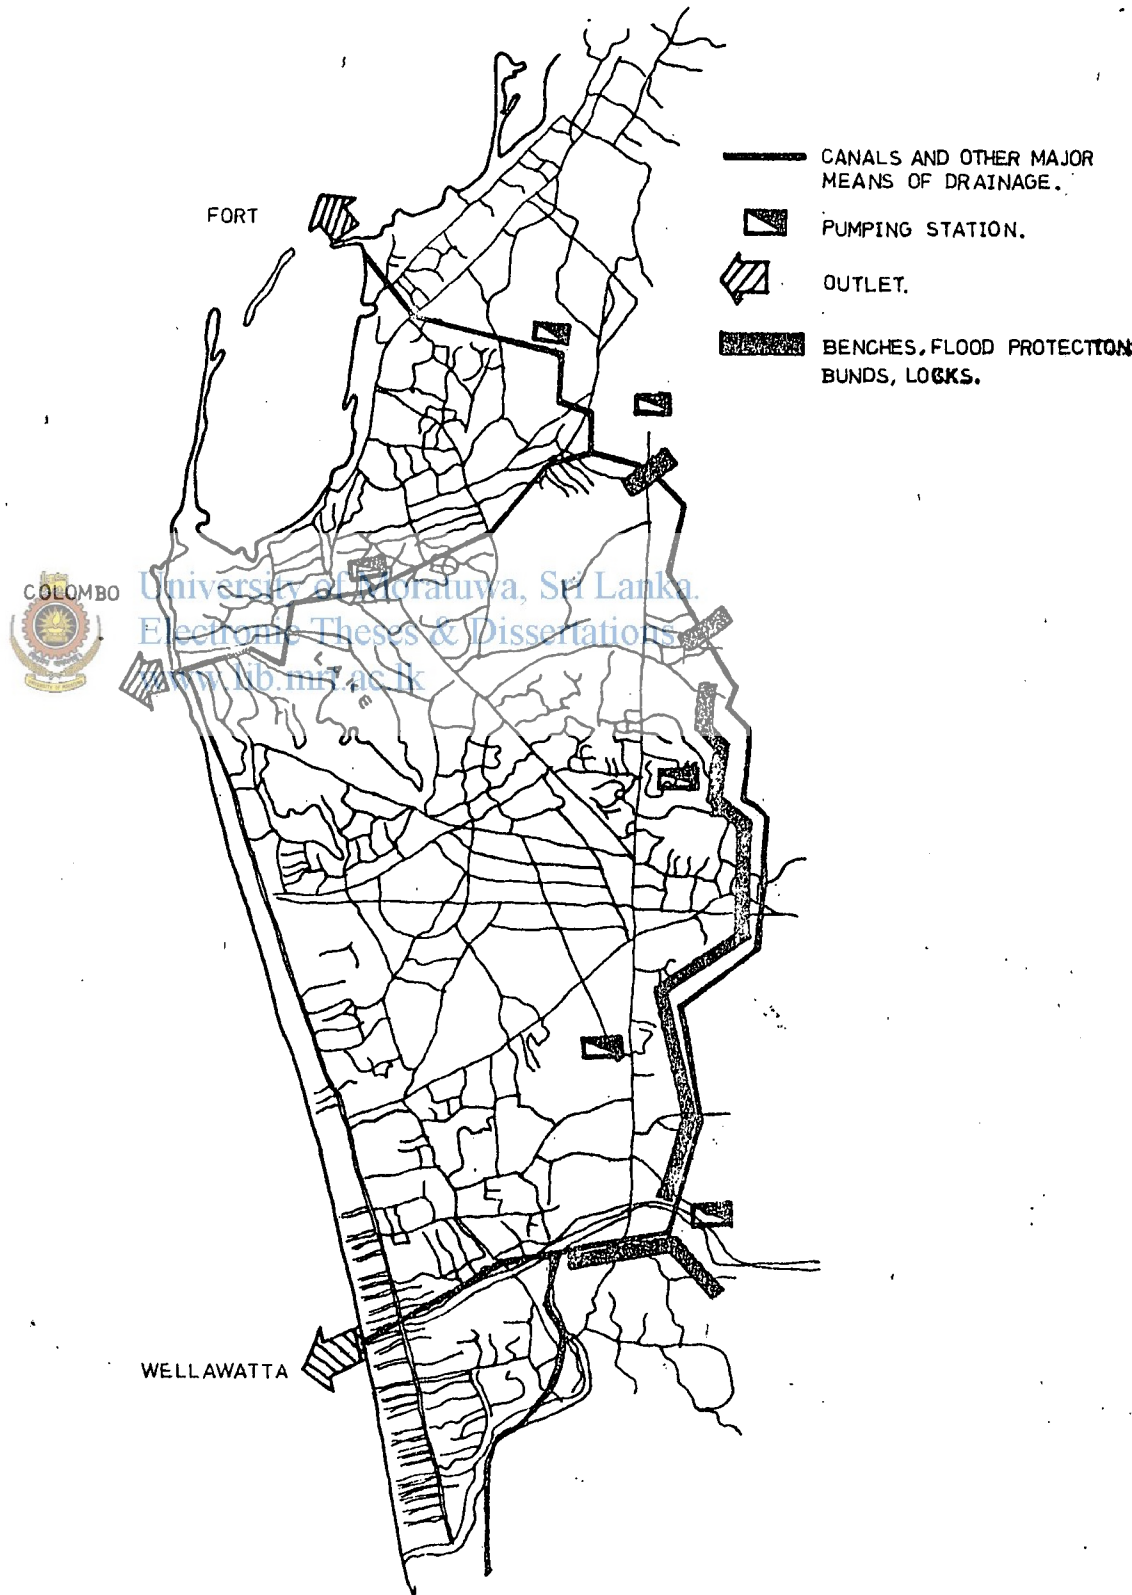 FORT
CANALS AND OTHER MAJOR
MEANS OF DRAINAGE.
PUMPING STATION.
OUTLET.
BENCHES, FLOOD PROTECTION
BUNDS, LOCKS.
COLOMBO
University of Moratuwa, Sri Lanka.
Electronic Theses & Dissertations
www.lib.mrt.ac.lk
WELLAWATTA